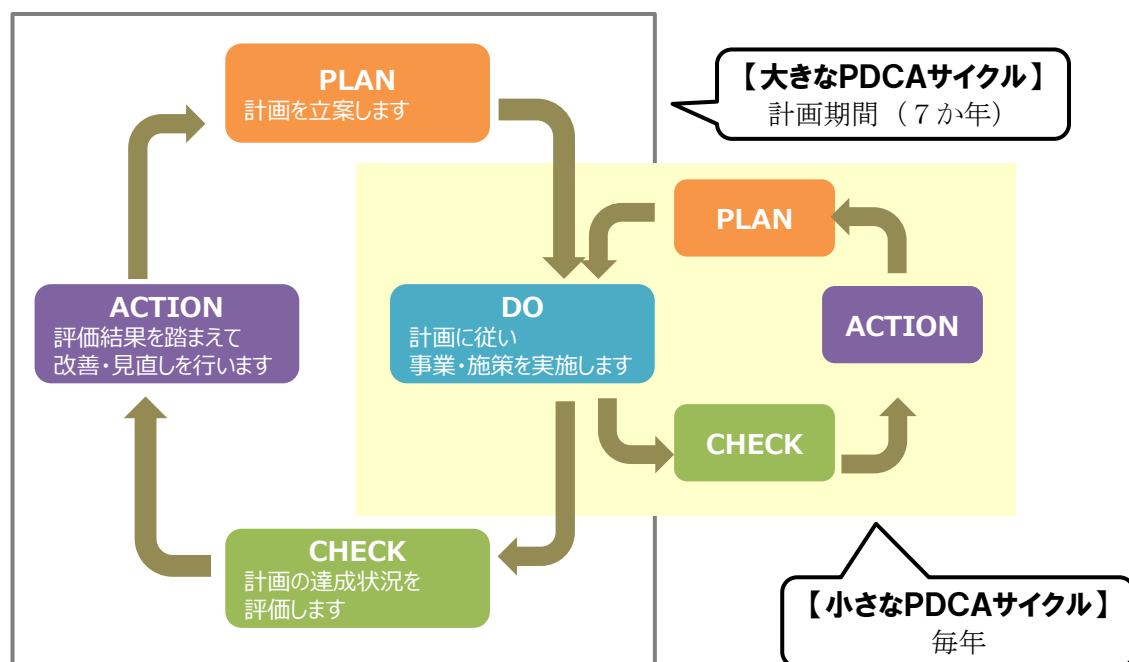 PLAN
計画を立案します
【大きなPDCAサイクル】
計画期間（７か年）
PLAN
ACTION
評価結果を踏まえて
改善・見直しを行います
DO
計画に従い
事業・施策を実施します
ACTION
CHECK
CHECK
計画の達成状況を
評価します
【小さなPDCAサイクル】
毎年